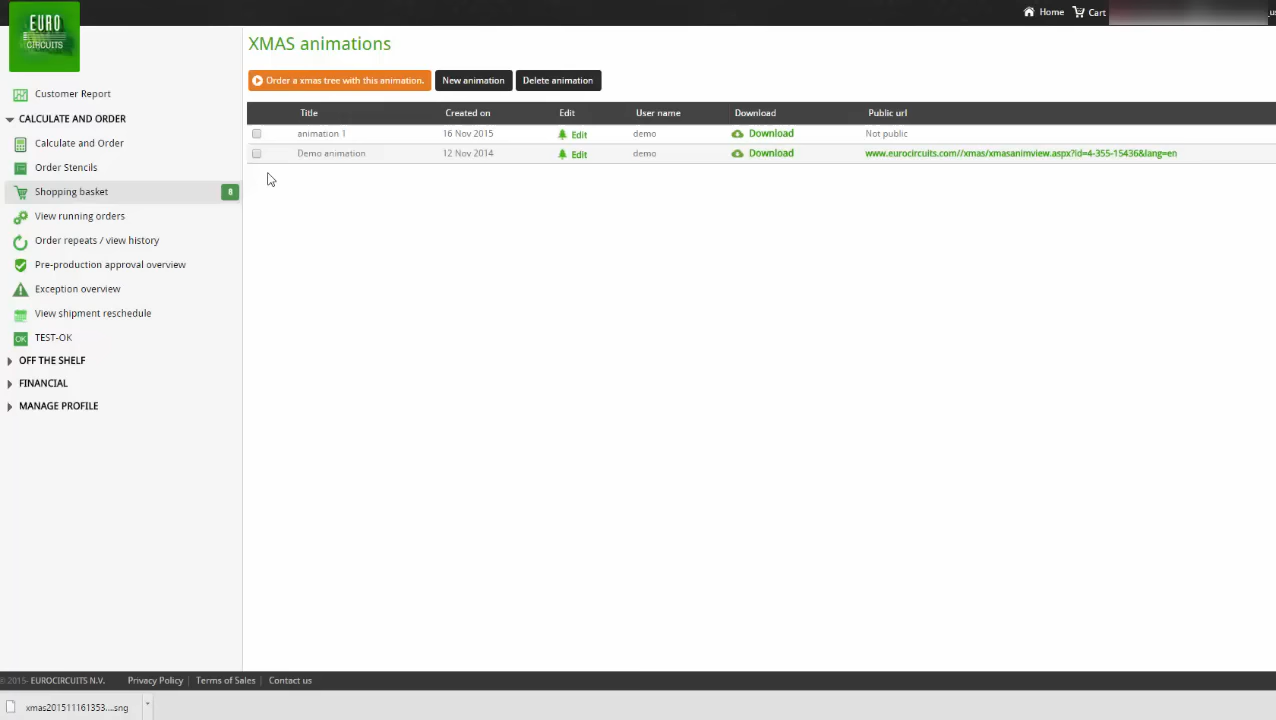 EURO
CIRCUITS
Home Cart
XMAS animations
Order a xmas tree with this animation. New animation Delete animation
Customer Report
CALCULATE AND ORDER
Calculate and Order
Order Stencils
Shopping basket 8
View running orders
Order repeats / view history
Pre-production approval overview
Exception overview
View shipment reschedule
OK TEST-OK
OFF THE SHELF
FINANCIAL
MANAGE PROFILE
Title Created on Edit User name Download Public url
animation 1 16 Nov 2015 Edit demo Download Not public
Demo animation 12 Nov 2014 Edit demo Download www.eurocircuits.com//xmas/xmasanimview.aspx?id=4-355-15436&lang=en
© 2015- EUROCIRCUITS N.V. Privacy Policy Terms of Sales Contact us
xmas201511161353....sng